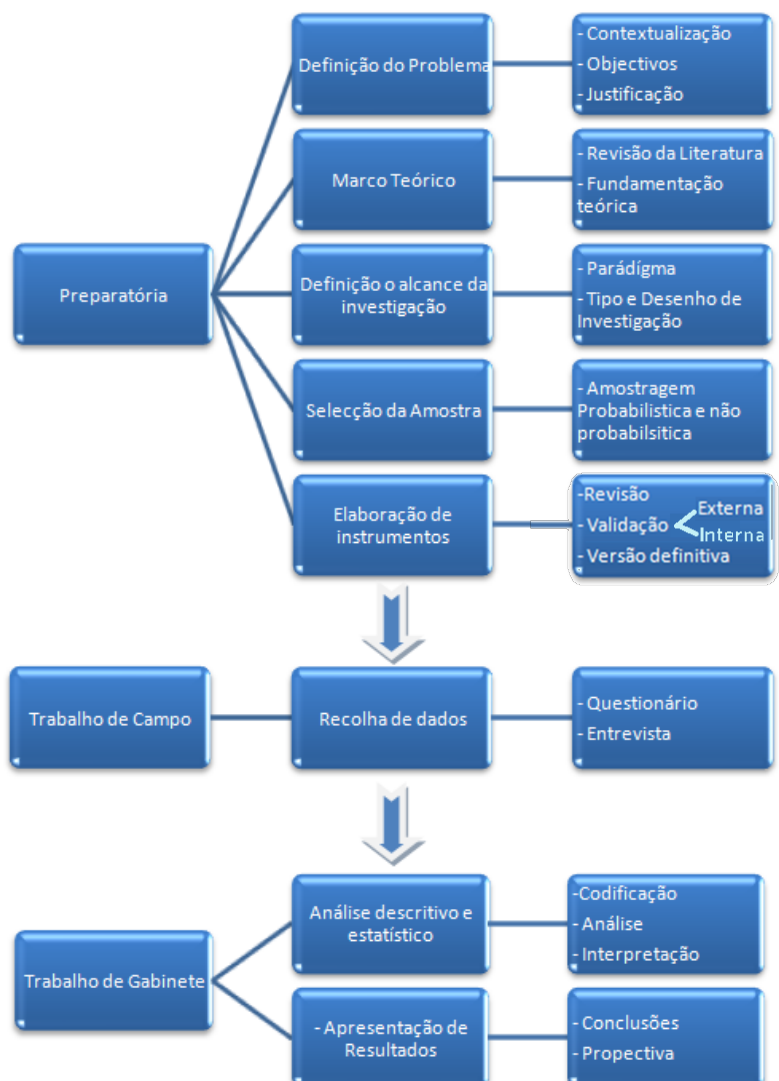 Preparatória
Definição do Problema
- Contextualização
- Objectivos
- Justificação
Marco Teórico
- Revisão da Literatura
- Fundamentação
teórica
Definição o alcance da
investigação
- Parádígma
- Tipo e Desenho de
Investigação
Selecção da Amostra
- Amostragem
Probabilistica e não
probabilsitica
Elaboração de
instrumentos
-Revisão
- Validação
Externa
Interna
- Versão definitiva
Trabalho de Campo
Recolha de dados
- Questionário
- Entrevista
Trabalho de Gabinete
Análise descritivo e
estatístico
-Codificação
- Análise
- Interpretação
- Apresentação de
Resultados
- Conclusões
- Propectiva